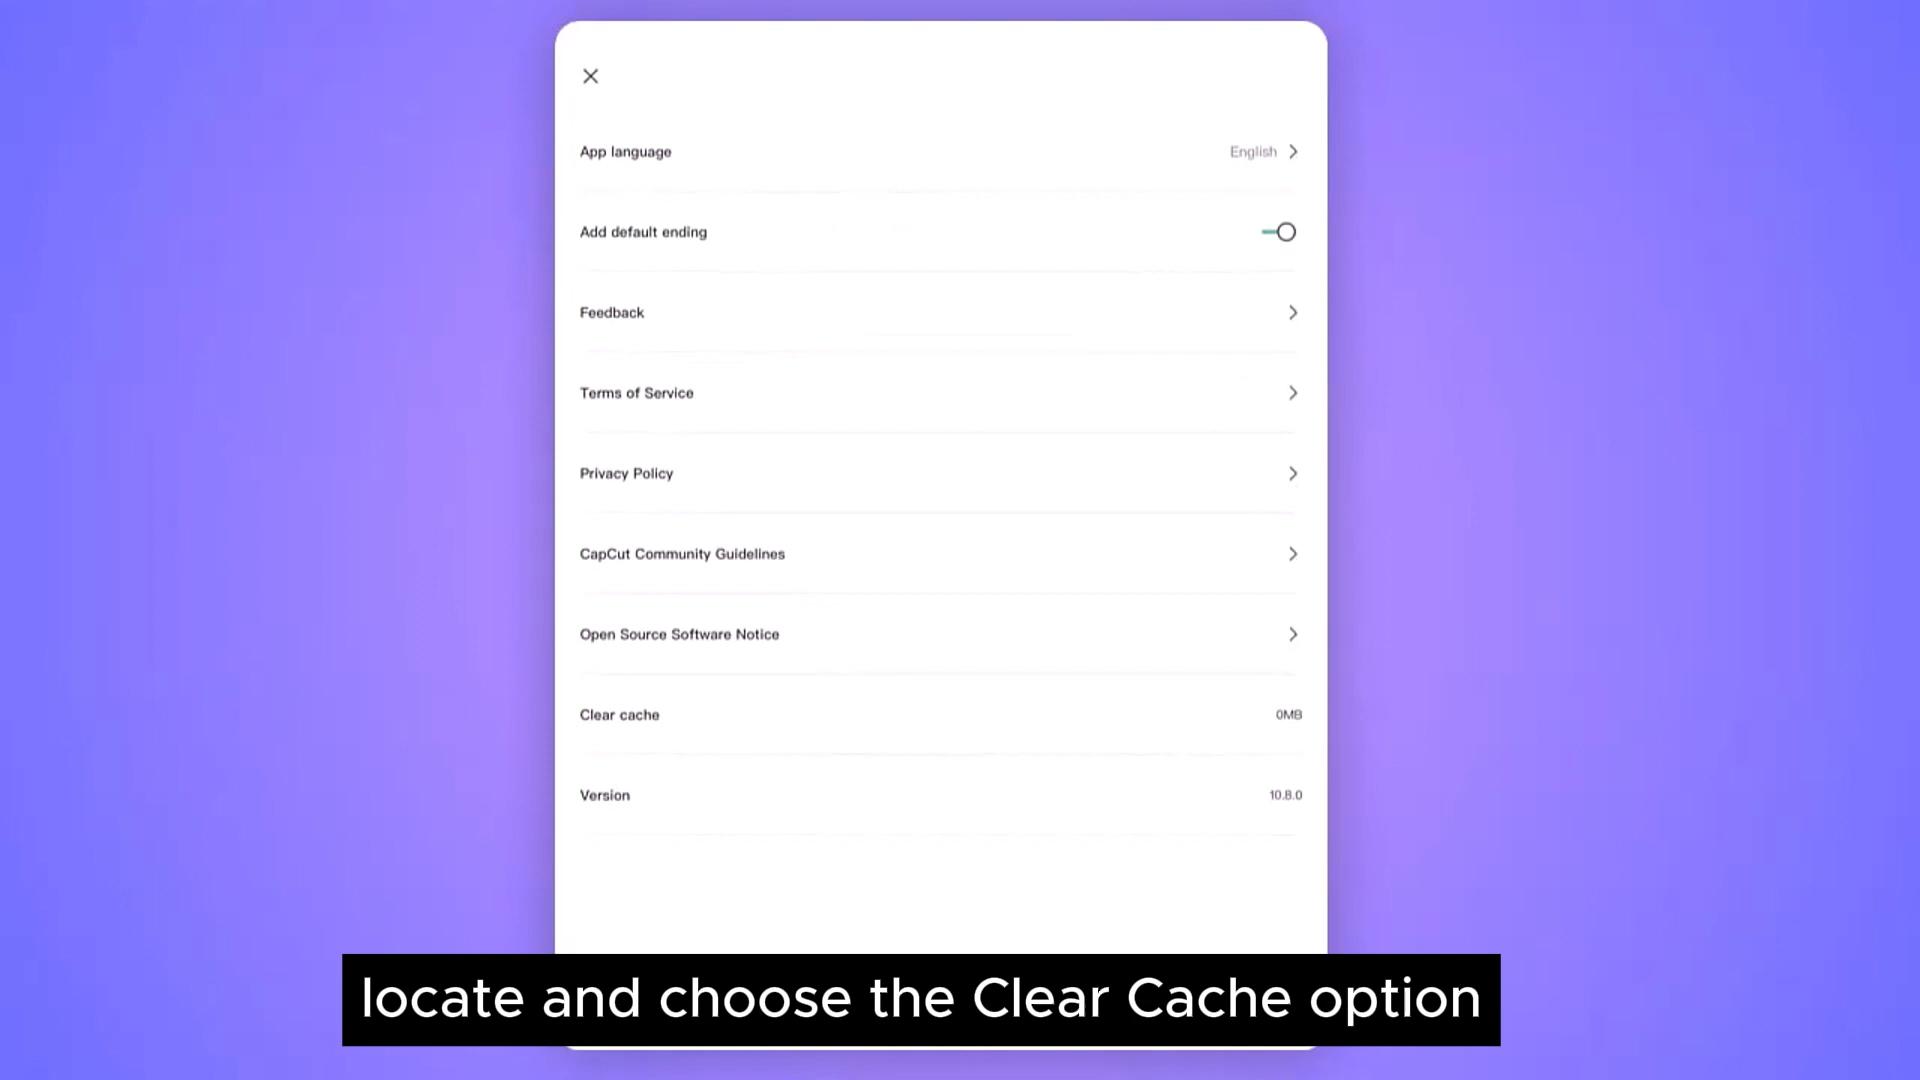 App language English
Add default ending
Feedback
Terms of Service
Privacy Policy
CapCut Community Guidelines
Open Source Software Notice
Clear cache 0MB
Version 10.8.0
locate and choose the Clear Cache option